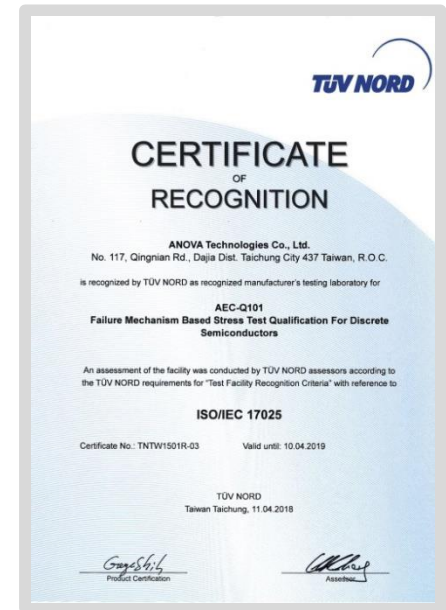 TÜV NORD
CERTIFICATE
OF
RECOGNITION
ANOVA Technologies Co., Ltd.
No. 117, Qingnian Rd., Dajia Dist. Taichung City 437 Taiwan, R.O.C.
is recognized by TÜV NORD as recognized manufacturer's testing laboratory for
AEC-Q101
Failure Mechanism Based Stress Test Qualification For Discrete
Semiconductors
An assessment of the facility was conducted by TÜV NORD assessors according to
the TÜV NORD requirements for "Test Facility Recognition Criteria" with reference to
ISO/IEC 17025
Certificate No.: TNTW1501R-03 Valid until: 10.04.2019
TÜV NORD
Taiwan Taichung, 11.04.2018
Product Certification Assessor